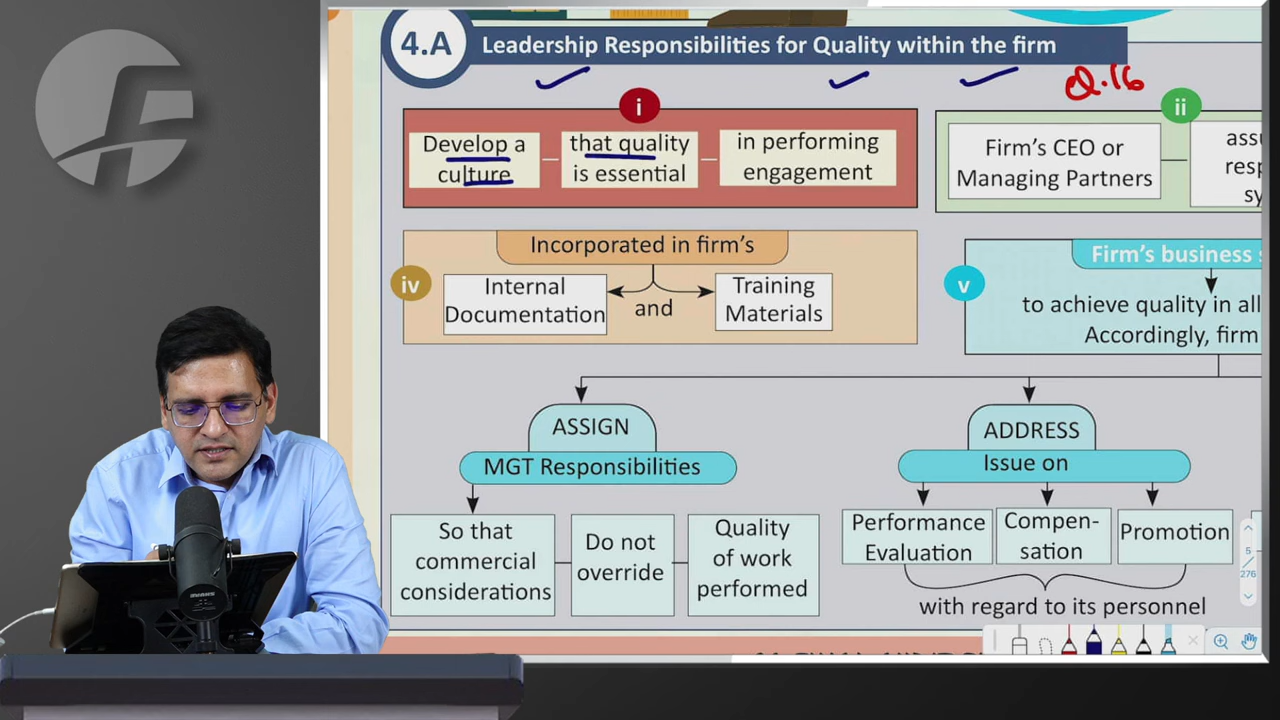 4.A
Leadership Responsibilities for Quality within the firm
Q.16
i
Develop a
culture
that quality
is essential
in performing
engagement
ii
Firm's CEO or
Managing Partners
iv
Incorporated in firm's
Internal
Documentation
and
Training
Materials
v
Firm's business
to achieve quality in all
Accordingly, firm
ASSIGN
MGT Responsibilities
So that
commercial
considerations
Do not
override
Quality
of work
performed
ADDRESS
Issue on
Performance
Evaluation
Compen-
sation
Promotion
with regard to its personnel
5
276